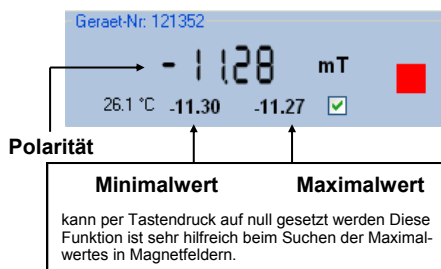 Geraet-Nr: 121352
-11.28 mT
26.1 °C -11.30 -11.27
Polarität
Minimalwert Maximalwert
kann per Tastendruck auf null gesetzt werden Diese
Funktion ist sehr hilfreich beim Suchen der Maximal-
wertes in Magnetfeldern.